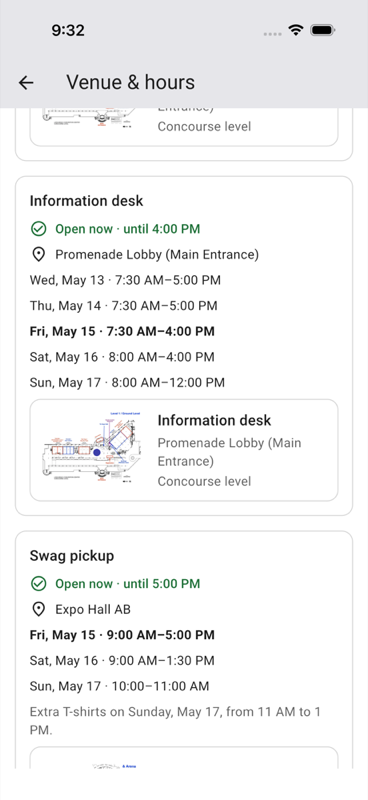 9:32
Venue & hours
Entrance)
Concourse level
Information desk
Open now · until 4:00 PM
Promenade Lobby (Main Entrance)
Wed, May 13 · 7:30 AM–5:00 PM
Thu, May 14 · 7:30 AM–5:00 PM
Fri, May 15 · 7:30 AM–4:00 PM
Sat, May 16 · 8:00 AM–4:00 PM
Sun, May 17 · 8:00 AM–12:00 PM
Information desk
Promenade Lobby (Main
Entrance)
Concourse level
Swag pickup
Open now · until 5:00 PM
Expo Hall AB
Fri, May 15 · 9:00 AM–5:00 PM
Sat, May 16 · 9:00 AM–1:30 PM
Sun, May 17 · 10:00–11:00 AM
Extra T-shirts on Sunday, May 17, from 11 AM to 1
PM.